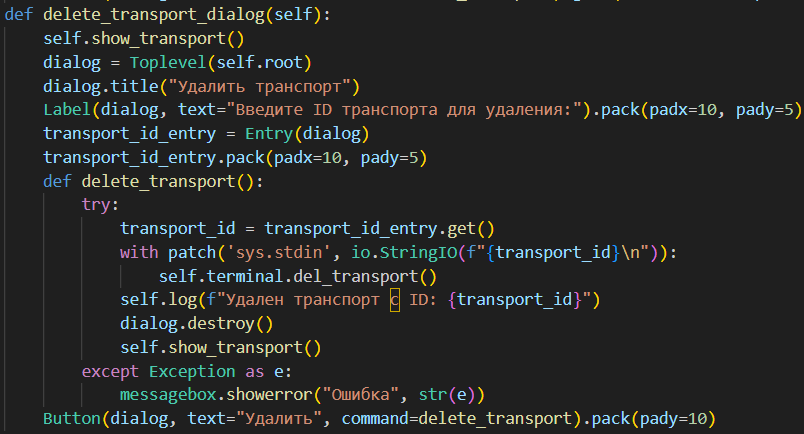 def delete_transport_dialog(self):
    self.show_transport()
    dialog = Toplevel(self.root)
    dialog.title("Удалить транспорт")
    Label(dialog, text="Введите ID транспорта для удаления:").pack(padx=10, pady=5)
    transport_id_entry = Entry(dialog)
    transport_id_entry.pack(padx=10, pady=5)
    def delete_transport():
        try:
            transport_id = transport_id_entry.get()
            with patch('sys.stdin', io.StringIO(f"{transport_id}\n")):
                self.terminal.del_transport()
            self.log(f"Удален транспорт с ID: {transport_id}")
            dialog.destroy()
            self.show_transport()
        except Exception as e:
            messagebox.showerror("Ошибка", str(e))
    Button(dialog, text="Удалить", command=delete_transport).pack(pady=10)